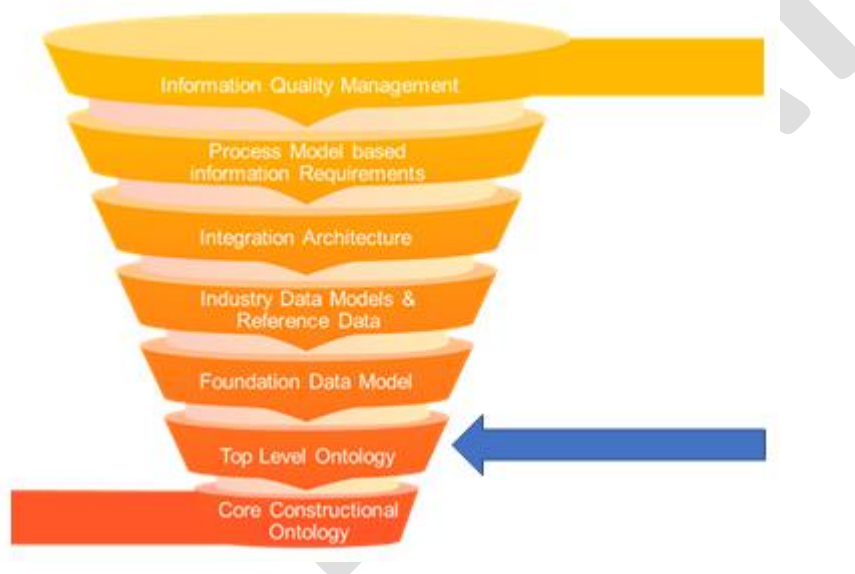 Information Quality Management
Process Model based
information Requirements
Integration Architecture
Industry Data Models &
Reference Data
Foundation Data Model
Top Level Ontology
Core Constructional
Ontology